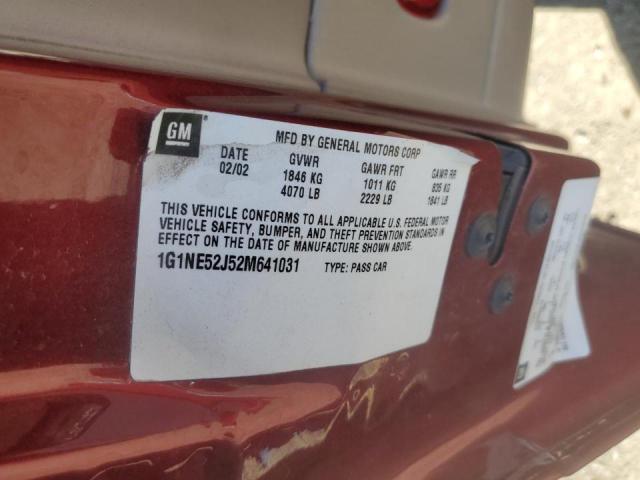 GM
MFD BY GENERAL MOTORS CORP
DATE GVWR GAWR FRT GAWR RR
02/02 1846 KG 1011 KG 835 KG
4070 LB 2229 LB 1841 LB
THIS VEHICLE CONFORMS TO ALL APPLICABLE U.S. FEDERAL MOTOR
VEHICLE SAFETY, BUMPER, AND THEFT PREVENTION STANDARDS IN
EFFECT ON THE DATE OF MANUFACTURE SHOWN ABOVE.
1G1NE52J52M641031 TYPE: PASS CAR